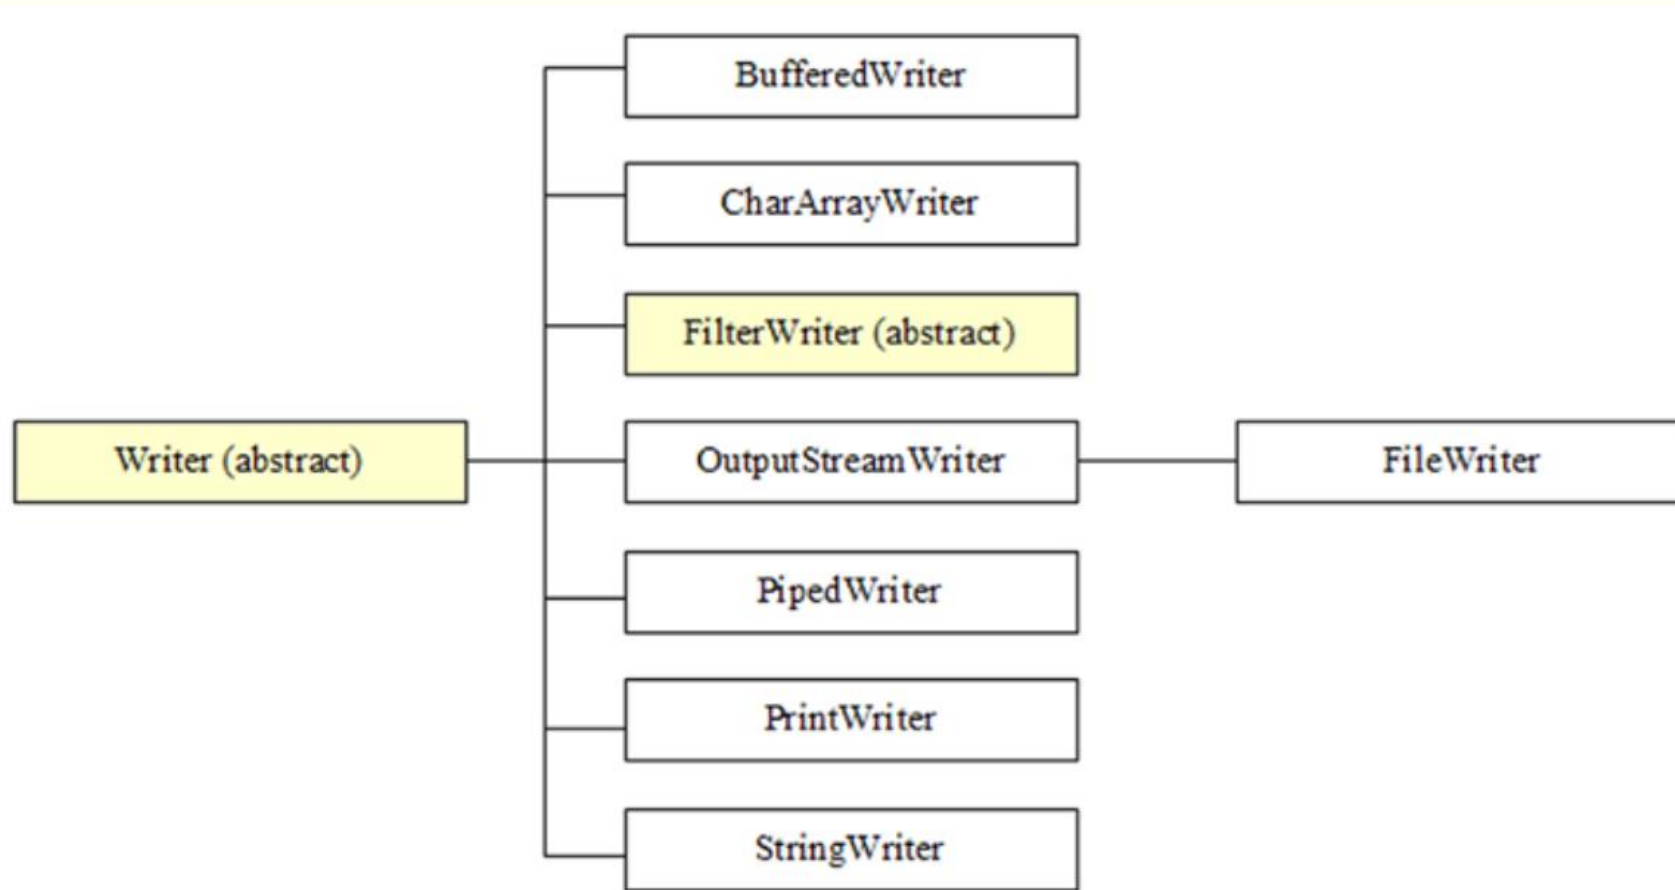 BufferedWriter
CharArrayWriter
FilterWriter (abstract)
Writer (abstract)
OutputStreamWriter
FileWriter
PipedWriter
PrintWriter
StringWriter